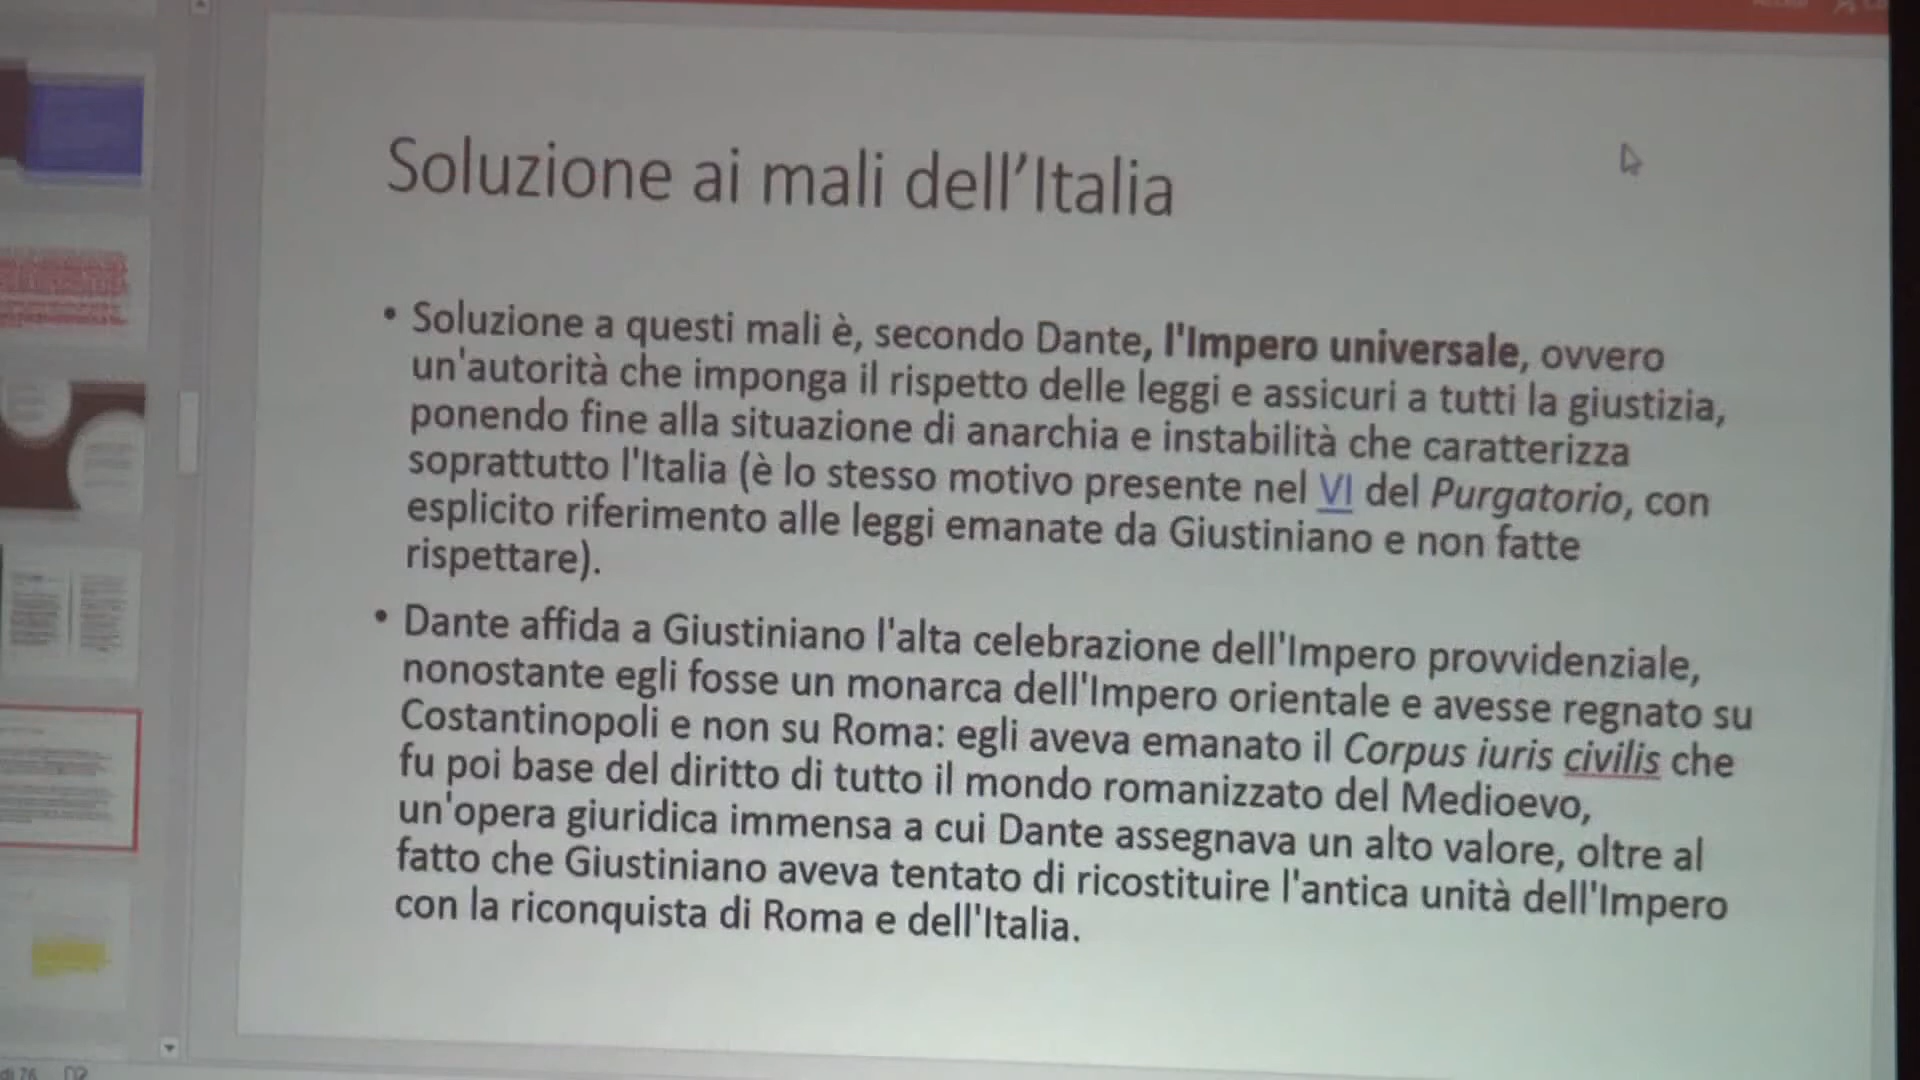 Soluzione ai mali dell'Italia
• Soluzione a questi mali è, secondo Dante, l'Impero universale, ovvero
un'autorità che imponga il rispetto delle leggi e assicuri a tutti la giustizia,
ponendo fine alla situazione di anarchia e instabilità che caratterizza
soprattutto l'Italia (è lo stesso motivo presente nel VI del Purgatorio, con
esplicito riferimento alle leggi emanate da Giustiniano e non fatte
rispettare).
• Dante affida a Giustiniano l'alta celebrazione dell'Impero provvidenziale,
nonostante egli fosse un monarca dell'Impero orientale e avesse regnato su
Costantinopoli e non su Roma: egli aveva emanato il Corpus iuris civilis che
fu poi base del diritto di tutto il mondo romanizzato del Medioevo,
un'opera giuridica immensa a cui Dante assegnava un alto valore, oltre al
fatto che Giustiniano aveva tentato di ricostituire l'antica unità dell'Impero
con la riconquista di Roma e dell'Italia.
di 76